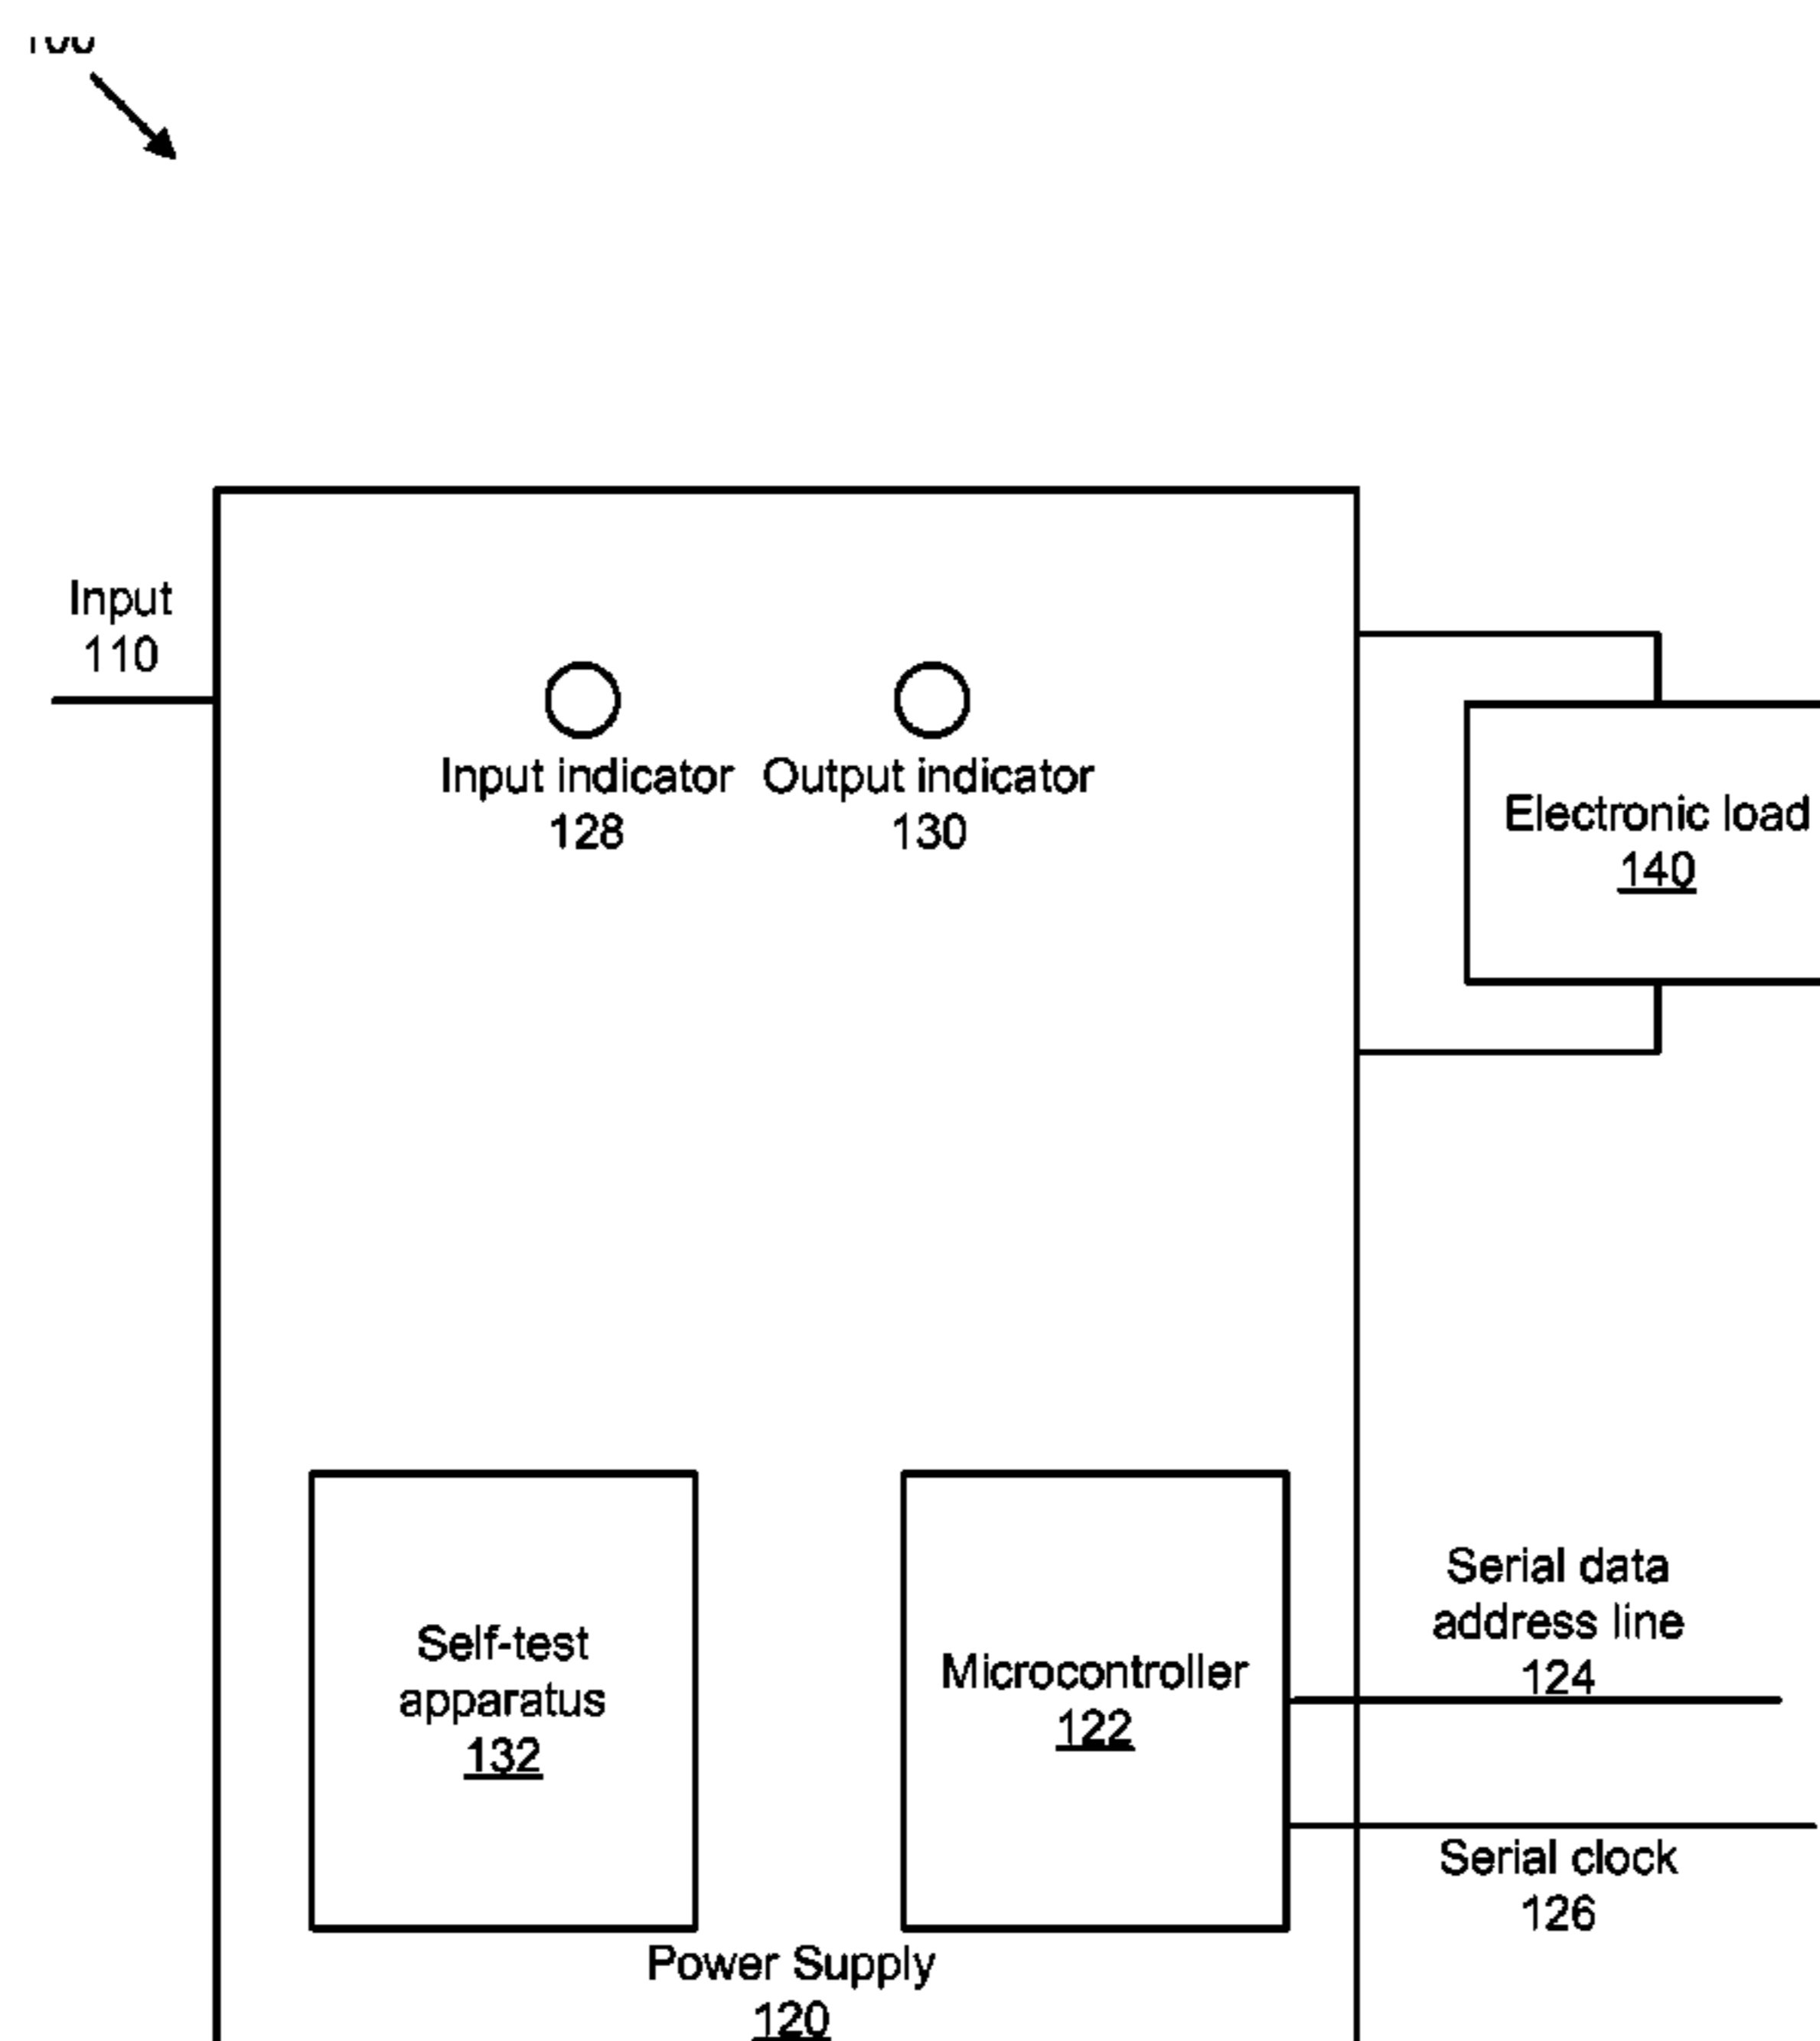 Input
110
Input indicator
128
Output indicator
130
Electronic load
140
Self-test
apparatus
132
Microcontroller
122
Serial data
address line
124
Serial clock
126
Power Supply
120